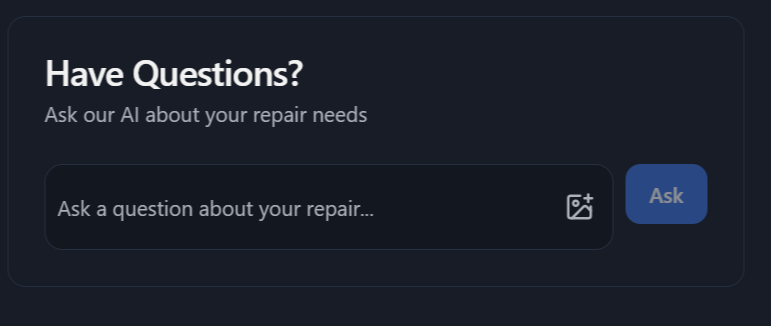 Have Questions?
Ask our AI about your repair needs
Ask a question about your repair...
Ask